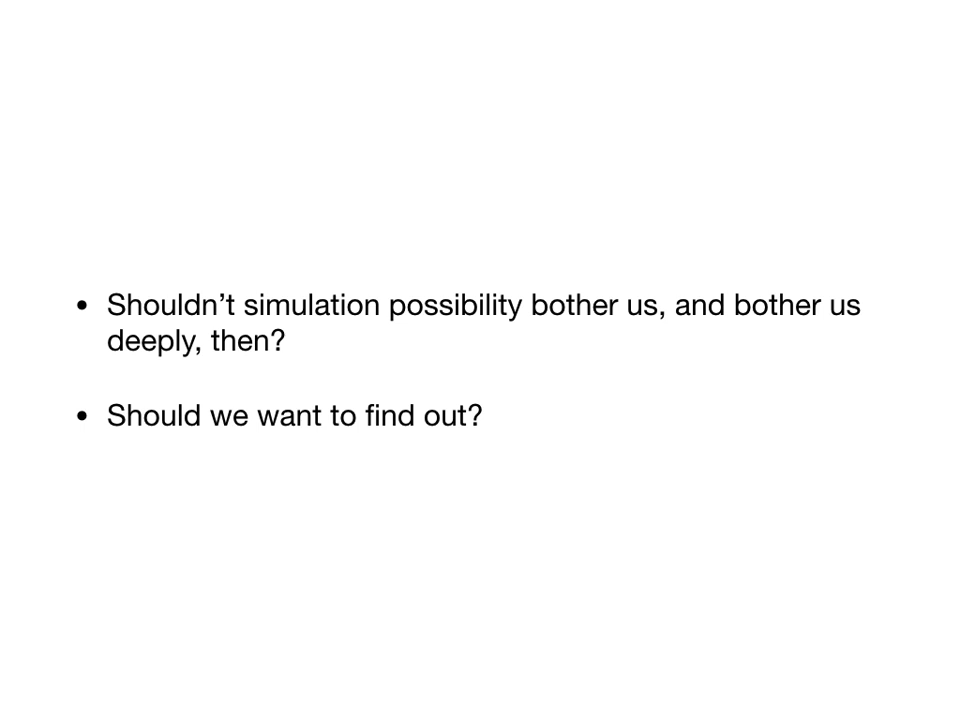 • Shouldn’t simulation possibility bother us, and bother us
deeply, then?
• Should we want to find out?